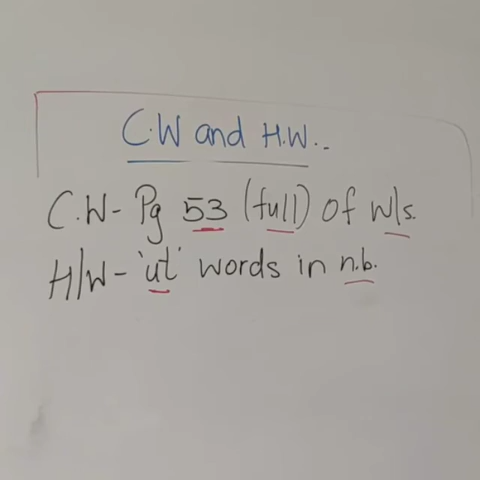 C.W and H.W..
C.W- Pg 53 (full) of w/s.
H/W- 'ut' words in n.b.